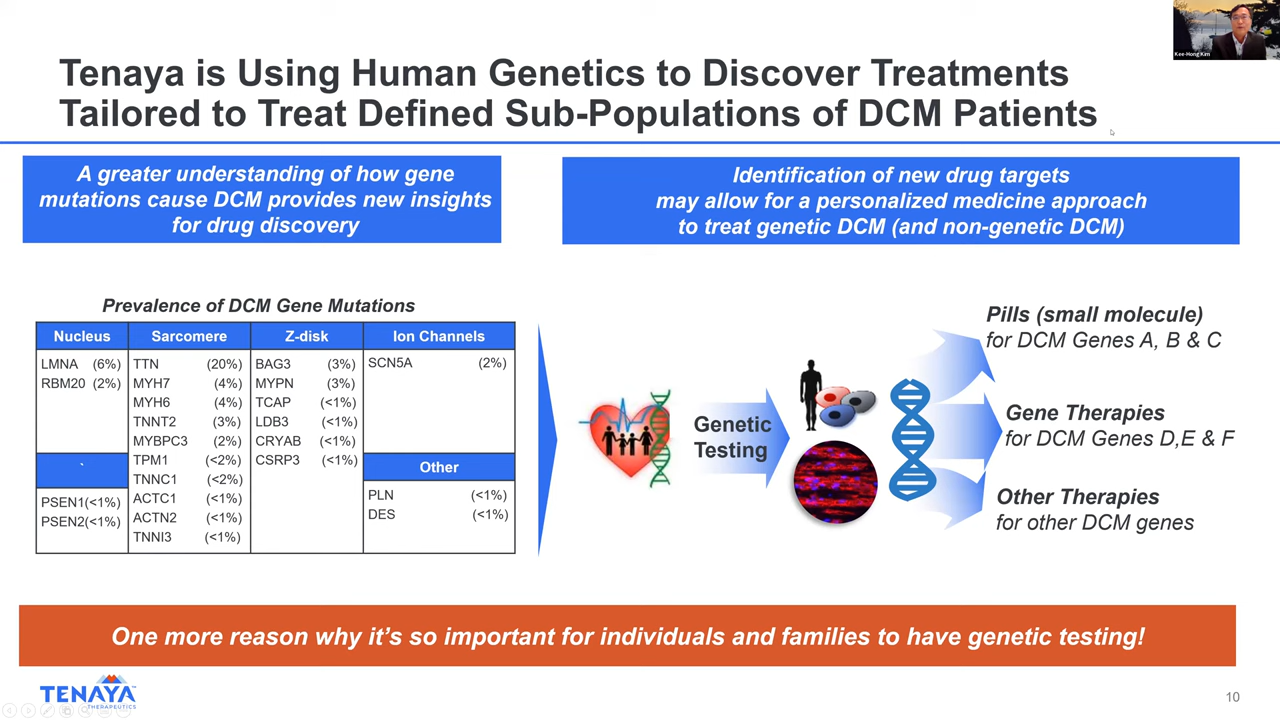 Kee-Hong Kim
Tenaya is Using Human Genetics to Discover Treatments
Tailored to Treat Defined Sub-Populations of DCM Patients
A greater understanding of how gene
mutations cause DCM provides new insights
for drug discovery
Identification of new drug targets
may allow for a personalized medicine approach
to treat genetic DCM (and non-genetic DCM)
Prevalence of DCM Gene Mutations
Nucleus
LMNA (6%)
RBM20 (2%)
`
PSEN1(<1%)
PSEN2(<1%)
Sarcomere
TTN (20%)
MYH7 (4%)
MYH6 (4%)
TNNT2 (3%)
MYBPC3 (2%)
TPM1 (<2%)
TNNC1 (<2%)
ACTC1 (<1%)
ACTN2 (<1%)
TNNI3 (<1%)
Z-disk
BAG3 (3%)
MYPN (3%)
TCAP (<1%)
LDB3 (<1%)
CRYAB (<1%)
CSRP3 (<1%)
Ion Channels
SCN5A (2%)
Other
PLN (<1%)
DES (<1%)
Genetic
Testing
Pills (small molecule)
for DCM Genes A, B & C
Gene Therapies
for DCM Genes D,E & F
Other Therapies
for other DCM genes
One more reason why it's so important for individuals and families to have genetic testing!
TENAYA
THERAPEUTICS
10